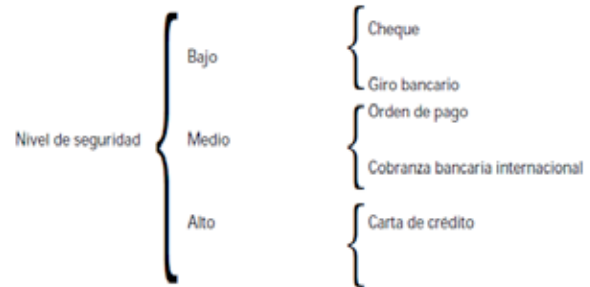 Cheque
Bajo
Giro bancario
Orden de pago
Nivel de seguridad
Medio
Cobranza bancaria internacional
Alto
Carta de crédito